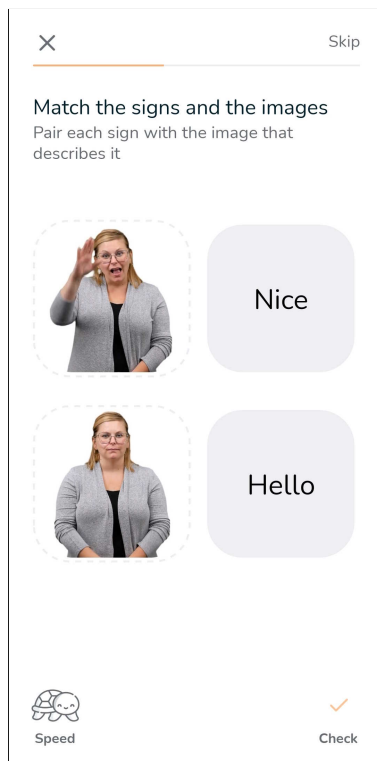 Skip
Match the signs and the images
Pair each sign with the image that
describes it
Nice
Hello
Speed
Check